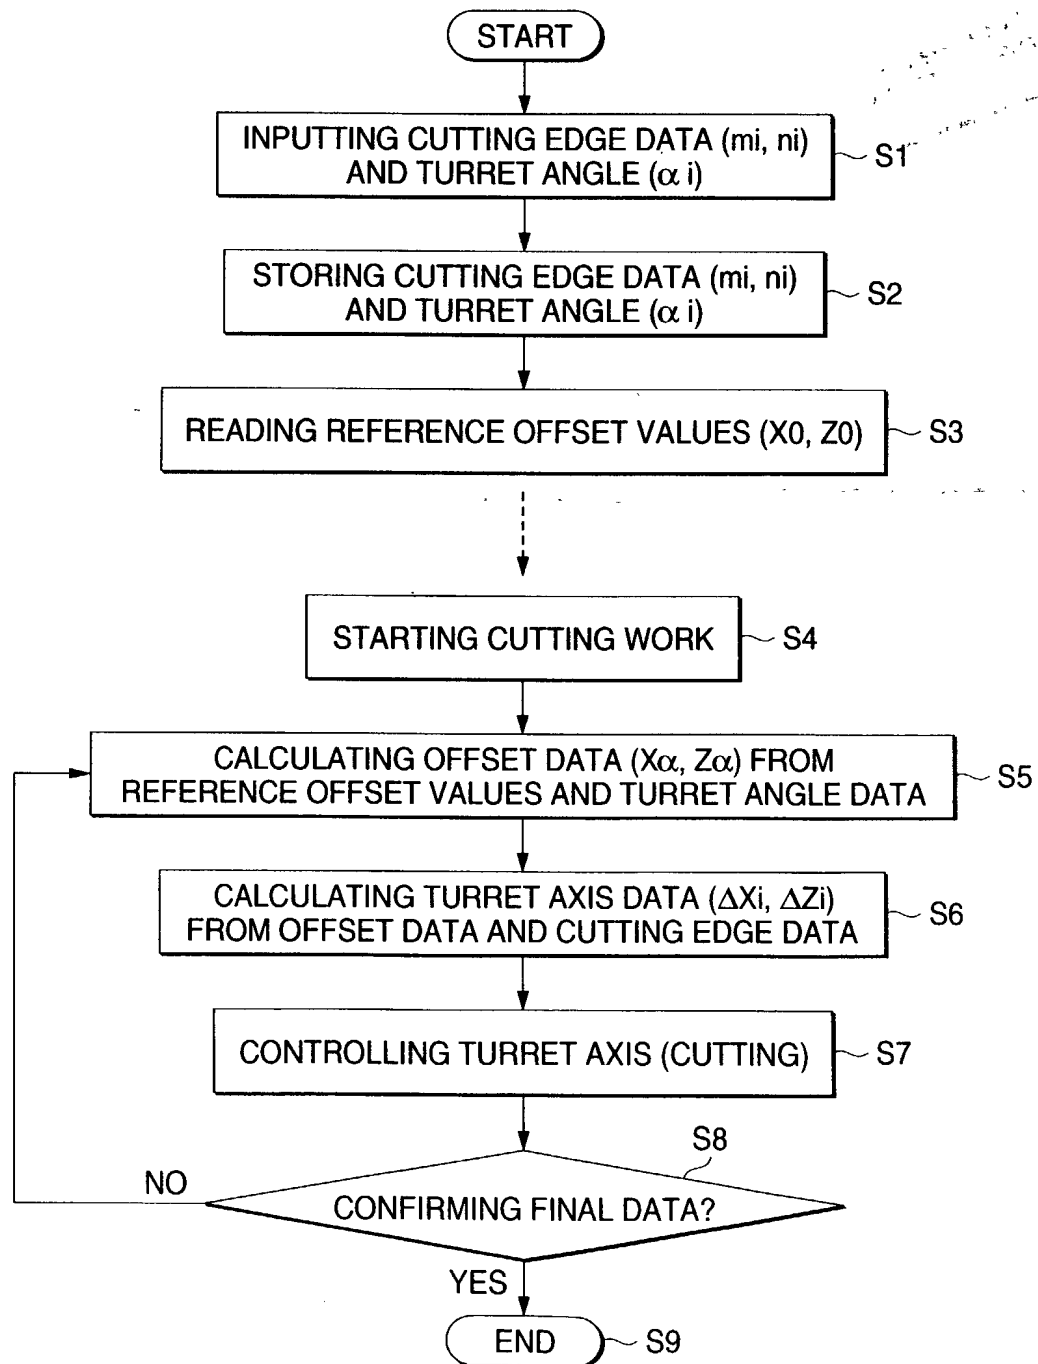 START
INPUTTING CUTTING EDGE DATA (mi, ni)
AND TURRET ANGLE (α i)
S1
STORING CUTTING EDGE DATA (mi, ni)
AND TURRET ANGLE (α i)
S2
READING REFERENCE OFFSET VALUES (X0, Z0)
S3
STARTING CUTTING WORK
S4
CALCULATING OFFSET DATA (Xα, Zα) FROM
REFERENCE OFFSET VALUES AND TURRET ANGLE DATA
S5
CALCULATING TURRET AXIS DATA (ΔXi, ΔZi)
FROM OFFSET DATA AND CUTTING EDGE DATA
S6
CONTROLLING TURRET AXIS (CUTTING)
S7
S8
NO
CONFIRMING FINAL DATA?
YES
END
S9